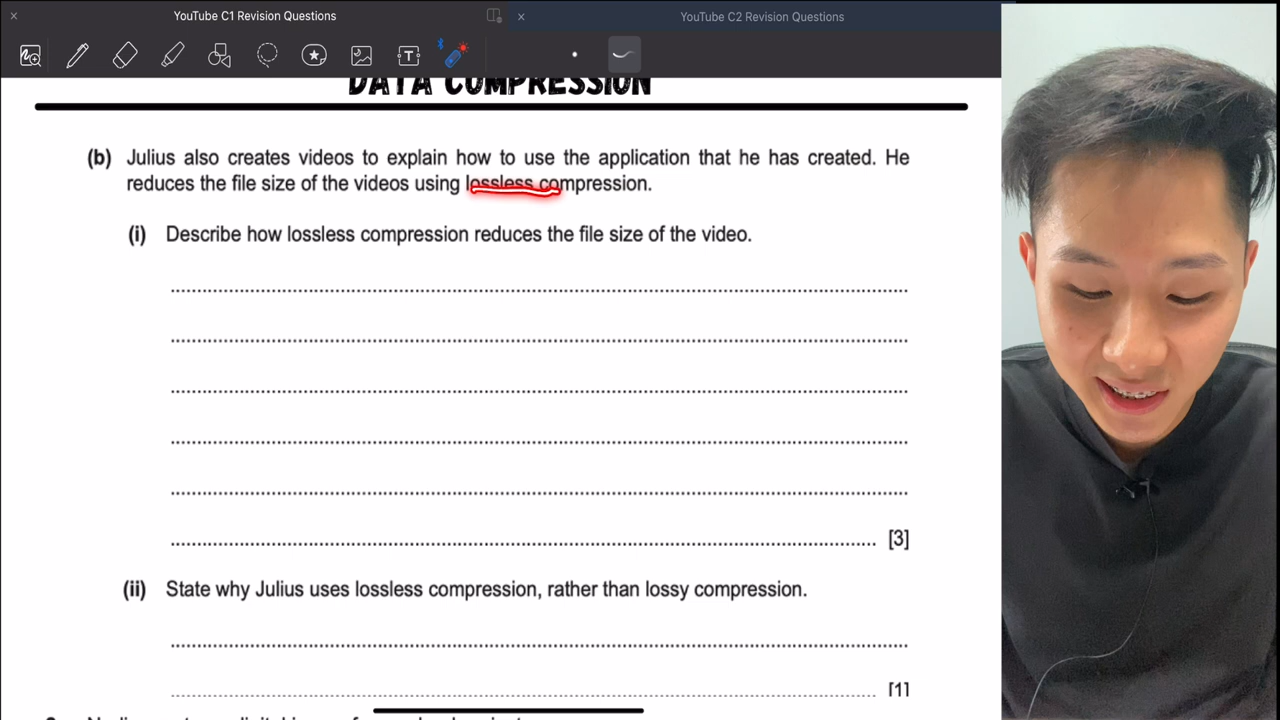 YouTube C1 Revision Questions
YouTube C2 Revision Questions
T
DATA COMPRESSION
(b) Julius also creates videos to explain how to use the application that he has created. He
reduces the file size of the videos using lossless compression.
(i) Describe how lossless compression reduces the file size of the video.
[3]
(ii) State why Julius uses lossless compression, rather than lossy compression.
[1]